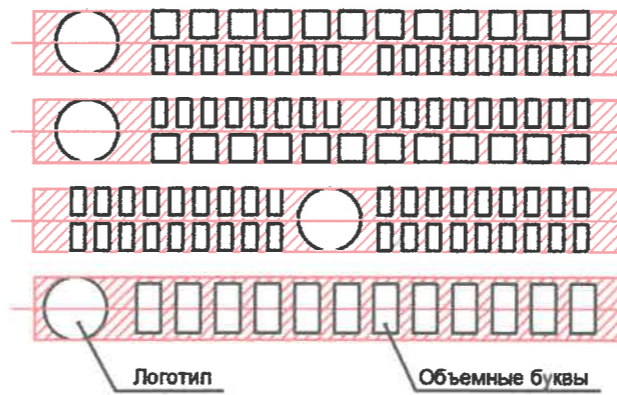 Логотип
Объемные буквы